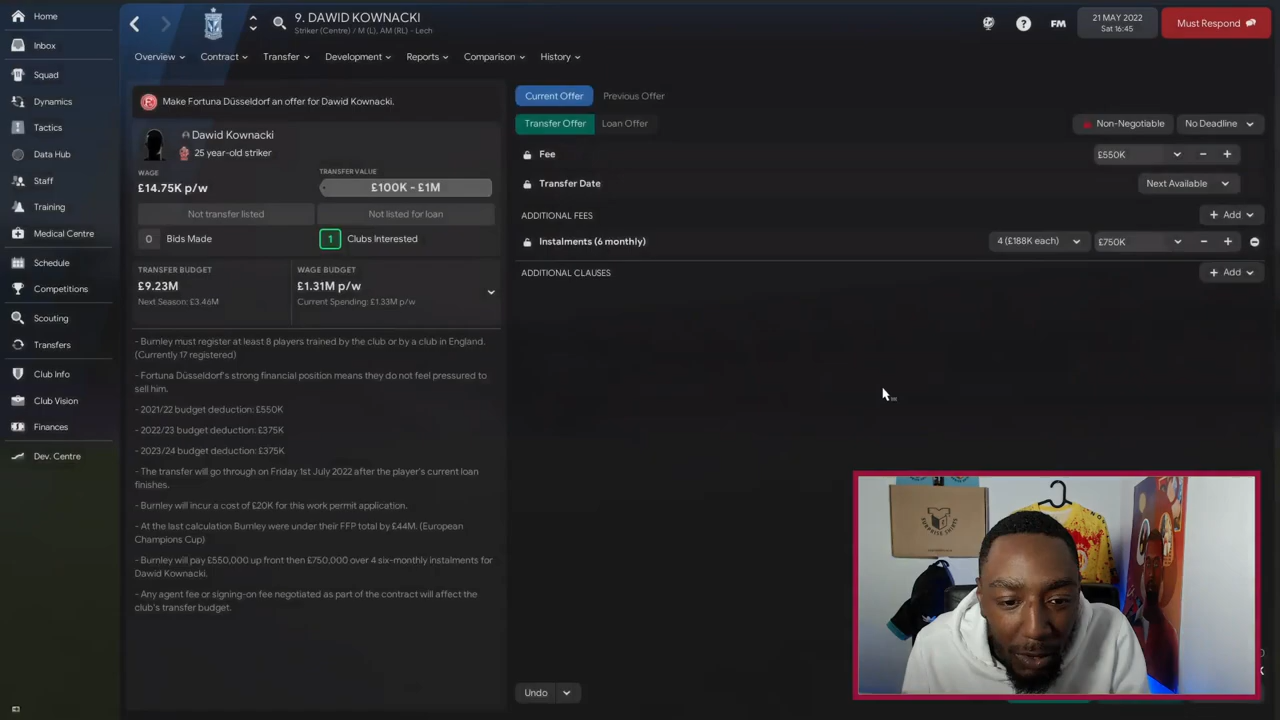 Home
Inbox
Squad
Dynamics
Tactics
Data Hub
Staff
Training
Medical Centre
Schedule
Competitions
Scouting
Transfers
Club Info
Club Vision
Finances
Dev. Centre
9. DAWID KOWNACKI
Striker (Centre) / M (L), AM (RL) - Lech
FM
21 MAY 2022
Sat 16:45
Must Respond
Overview
Contract
Transfer
Development
Reports
Comparison
History
Make Fortuna Düsseldorf an offer for Dawid Kownacki.
Dawid Kownacki
25 year-old striker
WAGE
£14.75K p/w
TRANSFER VALUE
£100K - £1M
Not transfer listed
Not listed for loan
0 Bids Made
1 Clubs Interested
TRANSFER BUDGET
£9.23M
Next Season: £3.46M
WAGE BUDGET
£1.31M p/w
Current Spending: £1.33M p/w
- Burnley must register at least 8 players trained by the club or by a club in England.
(Currently 17 registered)
- Fortuna Düsseldorf's strong financial position means they do not feel pressured to
sell him.
- 2021/22 budget deduction: £550K
- 2022/23 budget deduction: £375K
- 2023/24 budget deduction: £375K
- The transfer will go through on Friday 1st July 2022 after the player's current loan
finishes.
- Burnley will incur a cost of £20K for this work permit application.
- At the last calculation Burnley were under their FFP total by £44M. (European
Champions Cup)
- Burnley will pay £550,000 up front then £750,000 over 4 six-monthly instalments for
Dawid Kownacki.
- Any agent fee or signing-on fee negotiated as part of the contract will affect the
club's transfer budget.
Current Offer
Previous Offer
Transfer Offer
Loan Offer
Non-Negotiable
No Deadline
Fee
£550K
Transfer Date
Next Available
ADDITIONAL FEES
+ Add
Instalments (6 monthly)
4 (£188K each)
£750K
ADDITIONAL CLAUSES
+ Add
Undo
SURPRISE SHIRTS